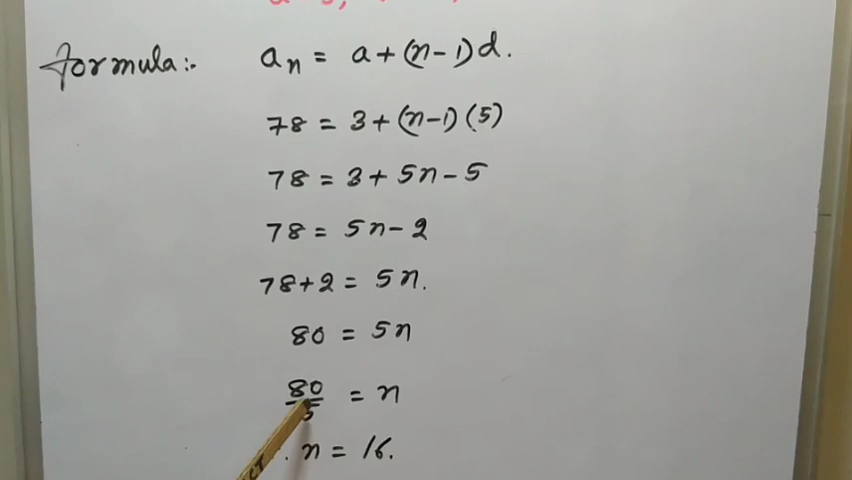 Formula:- aₙ = a + (n-1)d.
78 = 3 + (n-1) (5)
78 = 3 + 5n - 5
78 = 5n - 2
78 + 2 = 5n.
80 = 5n
80/5 = n
n = 16.